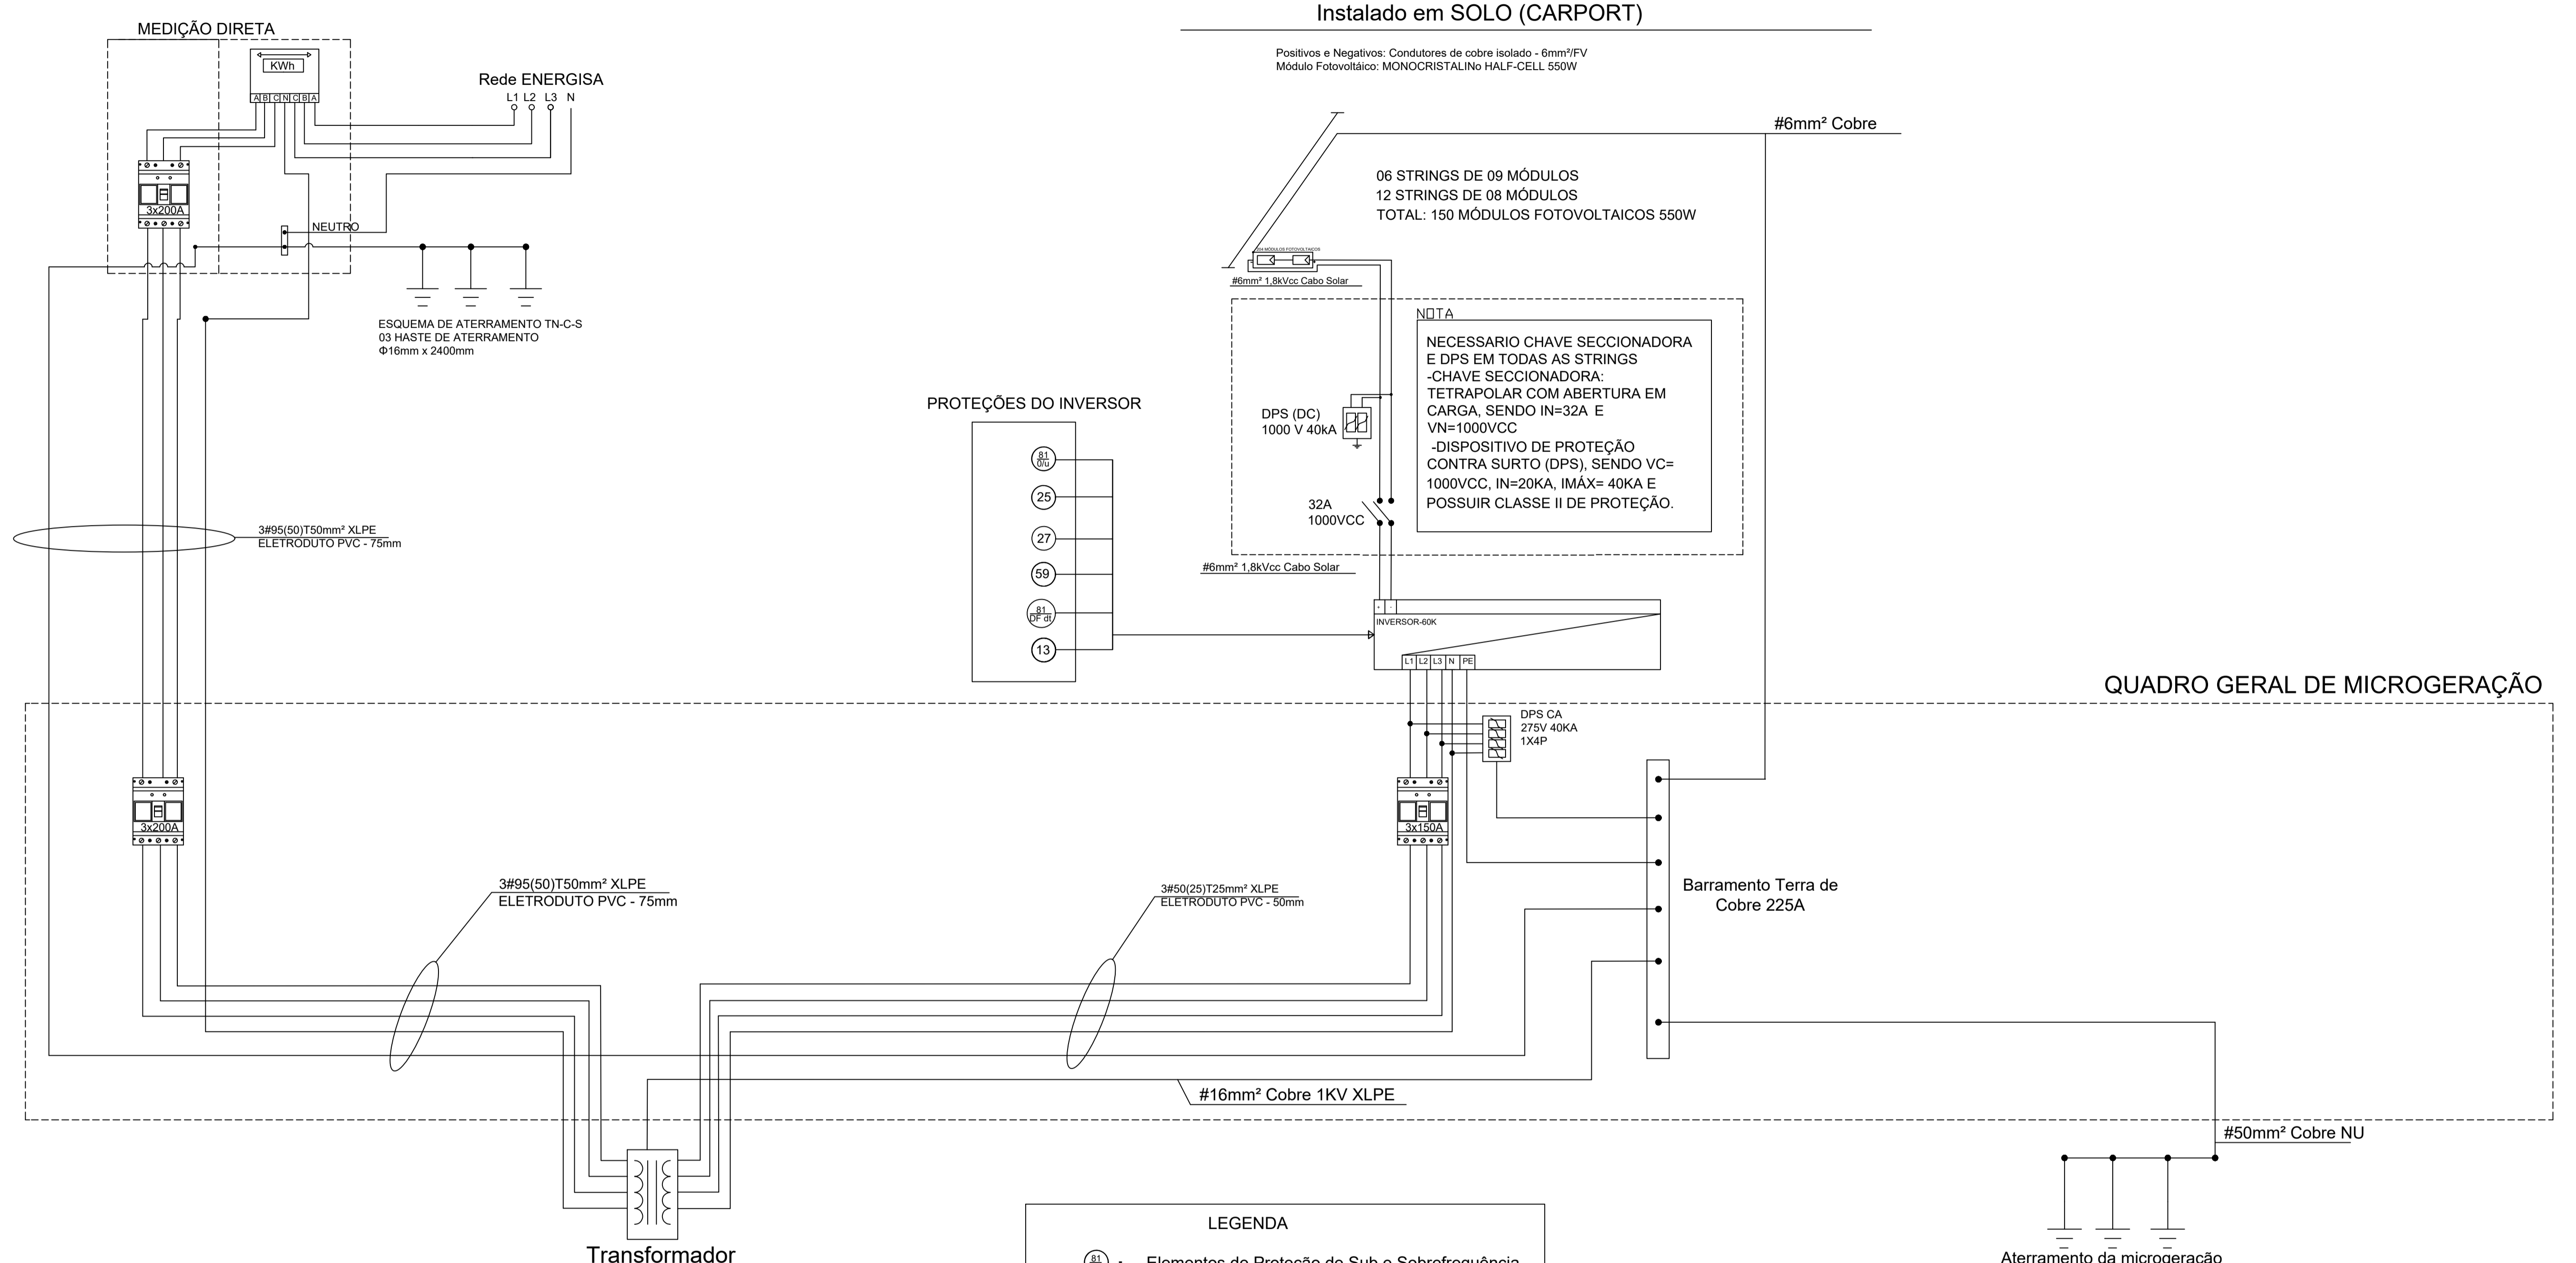 Instalado em SOLO (CARPORT)
MEDIÇÃO DIRETA
KWh
A B C N C B A
Rede ENERGISA
L1 L2 L3 N
3x200A
NEUTRO
ESQUEMA DE ATERRAMENTO TN-C-S
03 HASTE DE ATERRAMENTO
Φ16mm x 2400mm
Positivos e Negativos: Condutores de cobre isolado - 6mm²/FV
Módulo Fotovoltáico: MONOCRISTALINo HALF-CELL 550W
#6mm² Cobre
06 STRINGS DE 09 MÓDULOS
12 STRINGS DE 08 MÓDULOS
TOTAL: 150 MÓDULOS FOTOVOLTAICOS 550W
MÓDULOS FOTOVOLTAICOS
#6mm² 1,8kVcc Cabo Solar
NOTA
NECESSARIO CHAVE SECCIONADORA
E DPS EM TODAS AS STRINGS
-CHAVE SECCIONADORA:
TETRAPOLAR COM ABERTURA EM
CARGA, SENDO IN=32A E
VN=1000VCC
-DISPOSITIVO DE PROTEÇÃO
CONTRA SURTO (DPS), SENDO VC=
1000VCC, IN=20KA, IMÁX= 40KA E
POSSUIR CLASSE II DE PROTEÇÃO.
DPS (DC)
1000 V 40kA
32A
1000VCC
#6mm² 1,8kVcc Cabo Solar
PROTEÇÕES DO INVERSOR
81
0/u
25
27
59
81
DF dt
13
3#95(50)T50mm² XLPE
ELETRODUTO PVC - 75mm
+ -
INVERSOR-60K
L1 L2 L3 N PE
QUADRO GERAL DE MICROGERAÇÃO
DPS CA
275V 40KA
1X4P
3x200A
3x150A
3#95(50)T50mm² XLPE
ELETRODUTO PVC - 75mm
3#50(25)T25mm² XLPE
ELETRODUTO PVC - 50mm
Barramento Terra de
Cobre 225A
#16mm² Cobre 1KV XLPE
#50mm² Cobre NU
Transformador
LEGENDA
81
- Elementos de Proteção de Sub e Sobrefrequência
Aterramento da microgeração